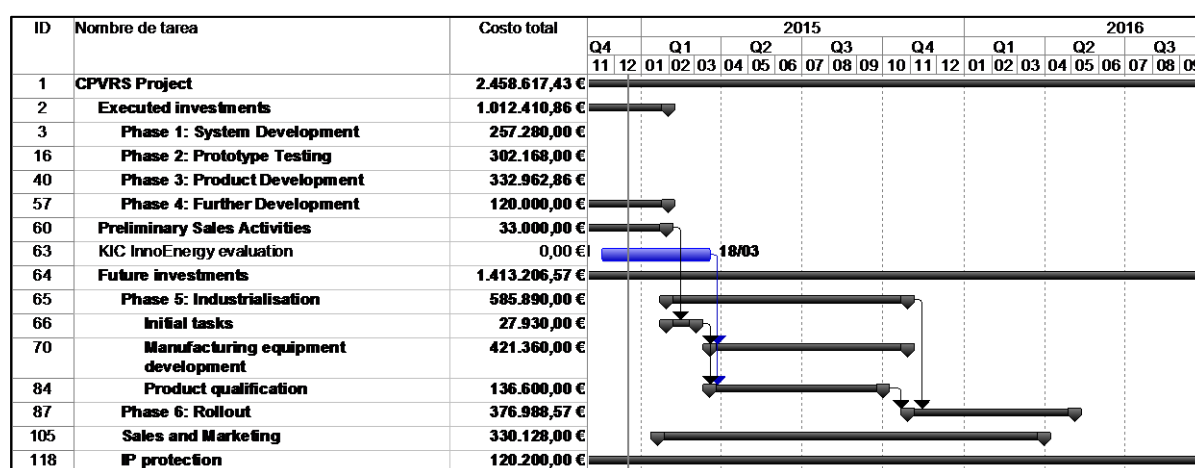 ID Nombre de tarea Costo total 2015 2016
Q4 Q1 Q2 Q3 Q4 Q1 Q2 Q3
11 12 01 02 03 04 05 06 07 08 09 10 11 12 01 02 03 04 05 06 07 08 09
1 CPVRS Project 2.458.617,43 €
2 Executed investments 1.012.410,86 €
3 Phase 1: System Development 257.280,00 €
16 Phase 2: Prototype Testing 302.168,00 €
40 Phase 3: Product Development 332.962,86 €
57 Phase 4: Further Development 120.000,00 €
60 Preliminary Sales Activities 33.000,00 €
63 KIC InnoEnergy evaluation 0,00 € 18/03
64 Future investments 1.413.206,57 €
65 Phase 5: Industrialisation 585.890,00 €
66 Initial tasks 27.930,00 €
70 Manufacturing equipment 421.360,00 €
development
84 Product qualification 136.600,00 €
87 Phase 6: Rollout 376.988,57 €
105 Sales and Marketing 330.128,00 €
118 IP protection 120.200,00 €